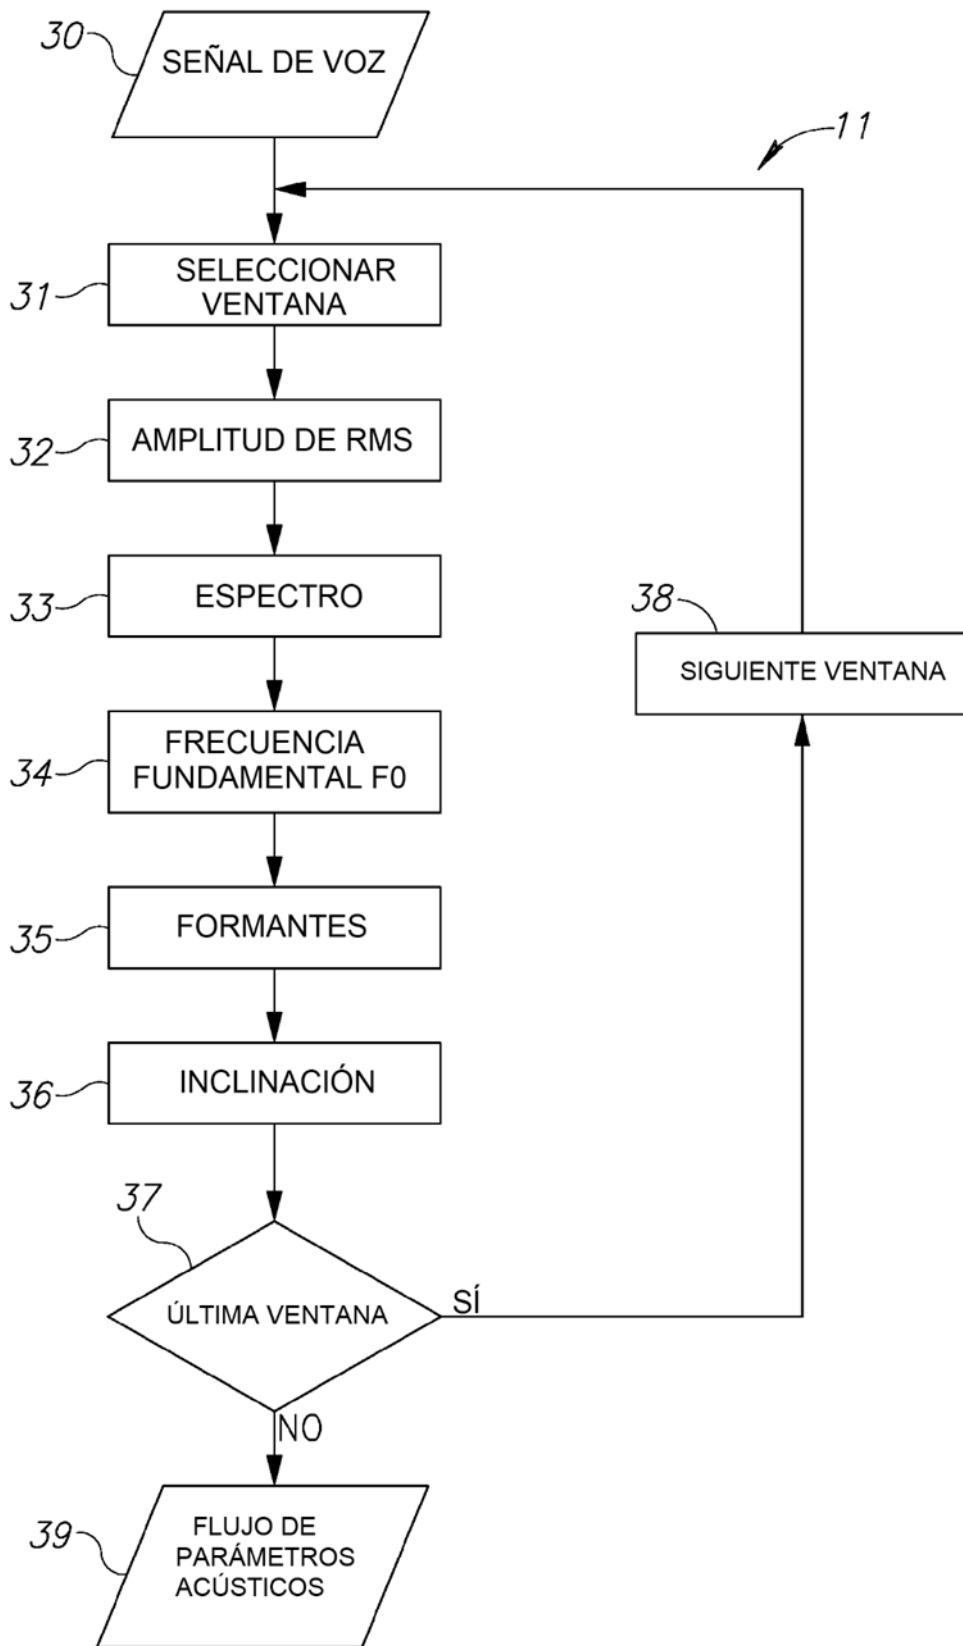 30
SEÑAL DE VOZ
11
31
SELECCIONAR
VENTANA
32
AMPLITUD DE RMS
33
ESPECTRO
38
SIGUIENTE VENTANA
34
FRECUENCIA
FUNDAMENTAL F0
35
FORMANTES
36
INCLINACIÓN
37
ÚLTIMA VENTANA
SÍ
NO
39
FLUJO DE
PARÁMETROS
ACÚSTICOS